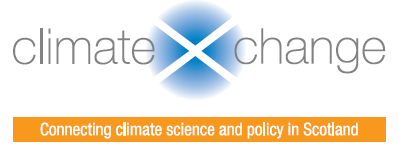 climate change
Connecting climate science and policy in Scotland